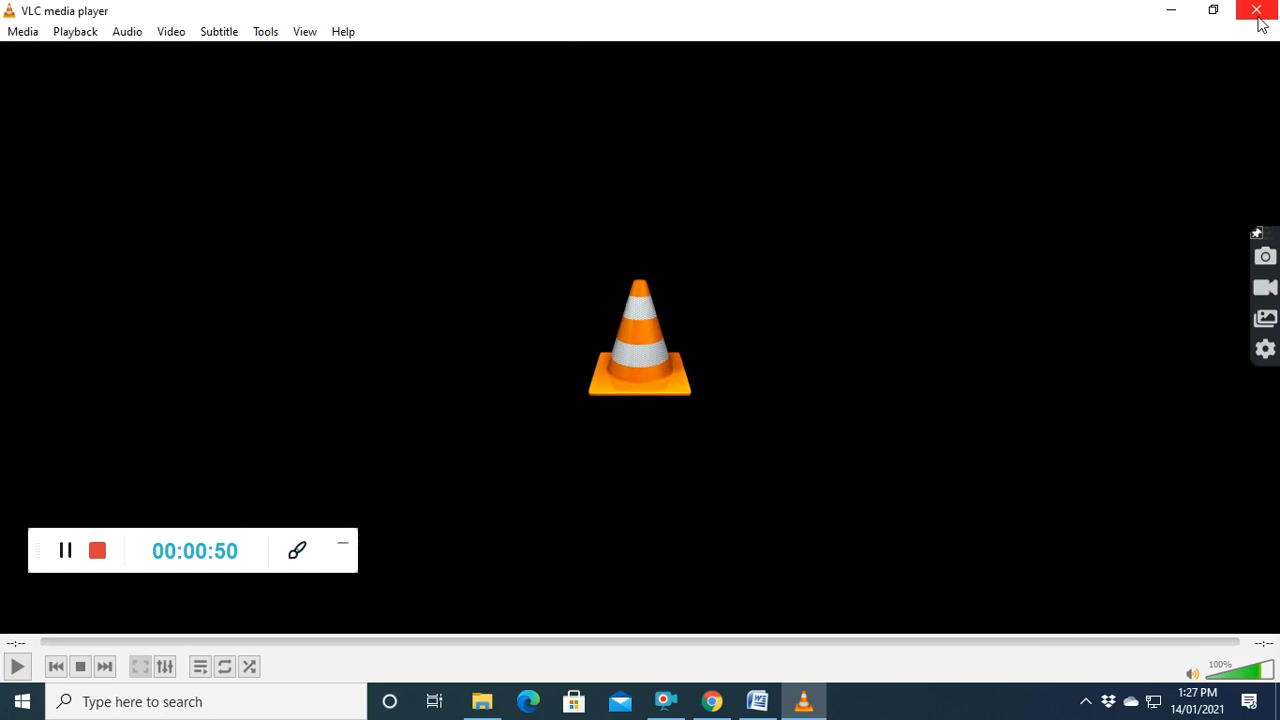 VLC media player
Media Playback Audio Video Subtitle Tools View Help
00:00:50
--:-- --:--
100%
Type here to search
1:27 PM
14/01/2021